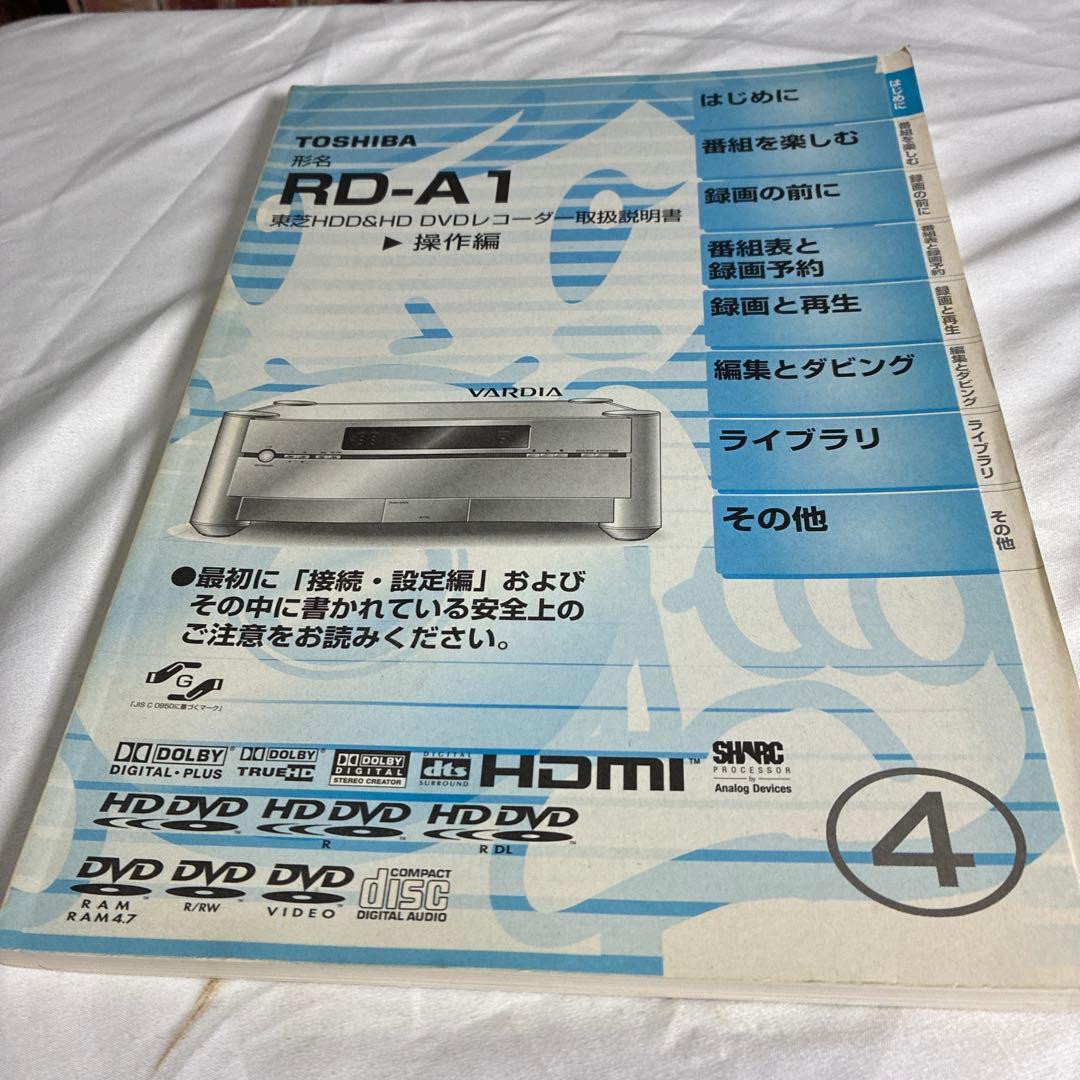 TOSHIBA
形名
RD-A1
東芝HDD&HD DVDレコーダー取扱説明書
▶ 操作編
はじめに
番組を楽しむ
録画の前に
番組表と
録画予約
録画と再生
編集とダビング
ライブラリ
その他
はじめに
番組を楽しむ
録画の前に
番組表と録画予約
録画と再生
編集とダビング
ライブラリ
その他
VARDIA
●最初に「接続・設定編」および
その中に書かれている安全上の
ご注意をお読みください。
G
「JIS C 0950に基づくマーク」
DOLBY®
DIGITAL・PLUS
DOLBY®
TRUEHD
DOLBY
DIGITAL
STEREO CREATOR
DIGITAL
dts
SURROUND
HDMI™
SHARC
PROCESSOR
by
Analog Devices
HD DVD™
HD DVD™
R
HD DVD™
R DL
④
DVD™
RAM
RAM4.7
DVD™
R/RW
DVD™
VIDEO
COMPACT
disc
DIGITAL AUDIO